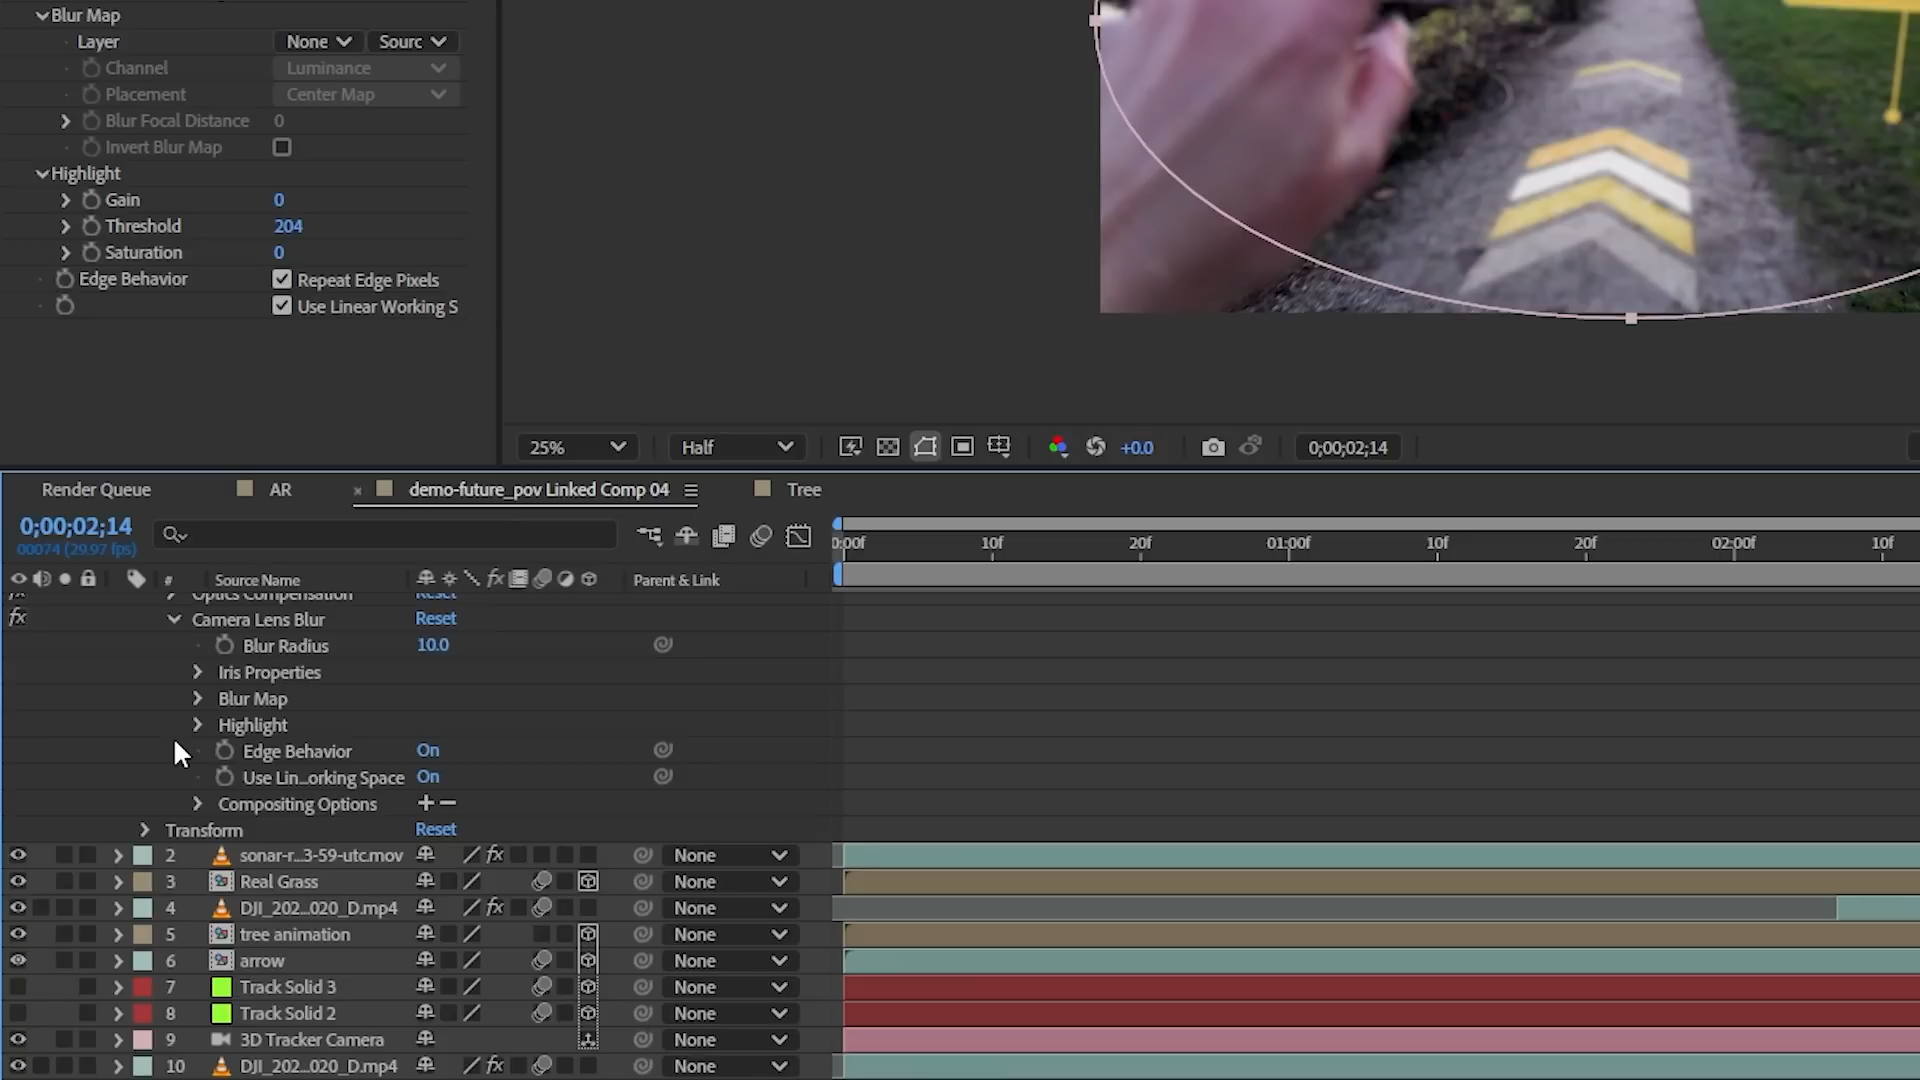 Blur Map
Layer None Sourc
Channel Luminance
Placement Center Map
Blur Focal Distance 0
Invert Blur Map
Highlight
Gain 0
Threshold 204
Saturation 0
Edge Behavior Repeat Edge Pixels
Use Linear Working S
25% Half +0.0 0;00;02;14
Render Queue AR demo-future_pov Linked Comp 04 Tree
0;00;02;14
00074 (29.97 fps)
0:00f 10f 20f 01:00f 10f 20f 02:00f 10f
# Source Name Parent & Link
Optics Compensation Reset
fx Camera Lens Blur Reset
Blur Radius 10.0
Iris Properties
Blur Map
Highlight
Edge Behavior On
Use Lin...orking Space On
Compositing Options
Transform Reset
2 sonar-r...3-59-utc.mov fx None
3 Real Grass None
4 DJI_202...020_D.mp4 fx None
5 tree animation None
6 arrow None
7 Track Solid 3 None
8 Track Solid 2 None
9 3D Tracker Camera None
10 DJI_202...020_D.mp4 fx None